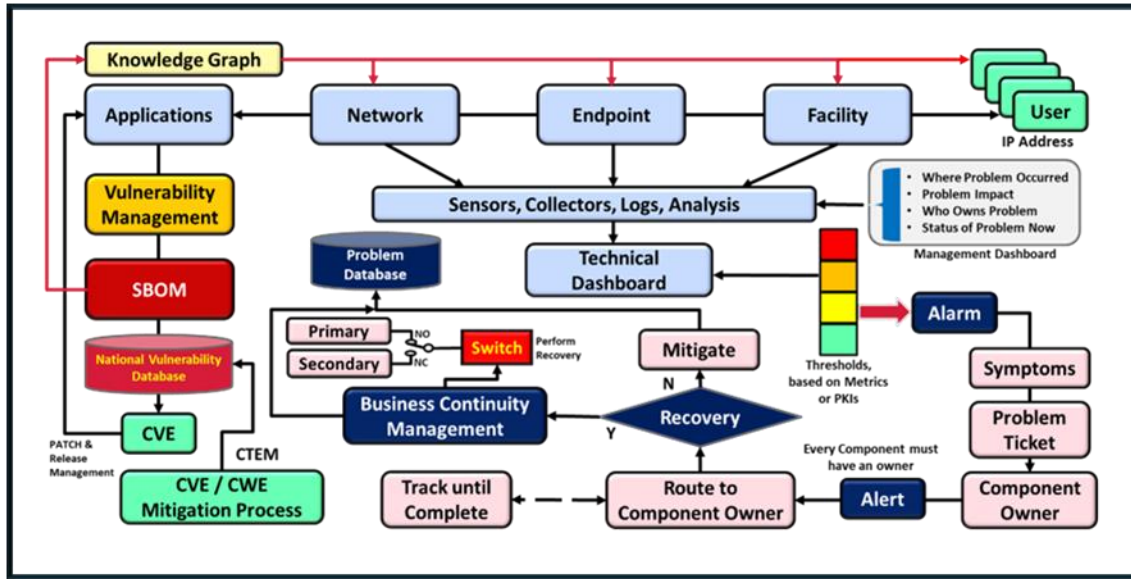 Knowledge Graph
Applications
Network
Endpoint
Facility
User
IP Address
Vulnerability
Management
Sensors, Collectors, Logs, Analysis
• Where Problem Occurred
• Problem Impact
• Who Owns Problem
• Status of Problem Now
Management Dashboard
Problem
Database
Technical
Dashboard
SBOM
Alarm
Primary
NO
Secondary
NC
Switch
Perform
Recovery
Mitigate
Thresholds,
based on Metrics
or PKIs
Symptoms
National Vulnerability
Database
Business Continuity
Management
N
Y
Recovery
Problem
Ticket
CVE
PATCH &
Release Management
CTEM
Every Component must
have an owner
CVE / CWE
Mitigation Process
Track until
Complete
Route to
Component Owner
Alert
Component
Owner